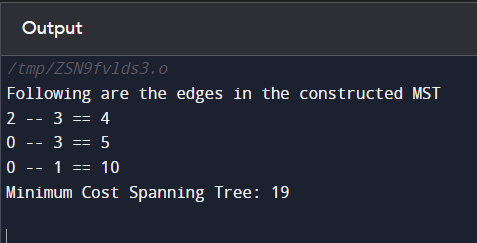 Output
/tmp/ZSN9fvlds3.o
Following are the edges in the constructed MST
2 -- 3 == 4
0 -- 3 == 5
0 -- 1 == 10
Minimum Cost Spanning Tree: 19